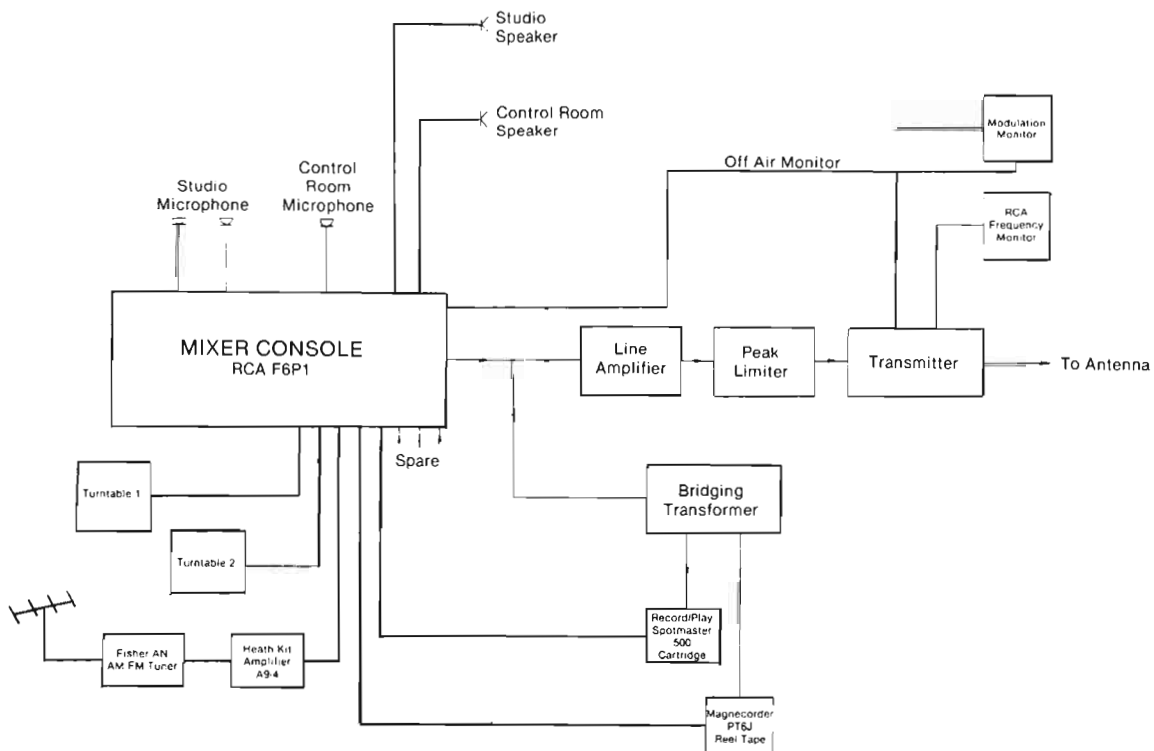 Studio
Speaker
Control Room
Speaker
Modulation
Monitor
Off Air Monitor
Studio
Microphone
Control
Room
Microphone
RCA
Frequency
Monitor
MIXER CONSOLE
RCA F6P1
Line
Amplifier
Peak
Limiter
Transmitter
To Antenna
Spare
Turntable 1
Bridging
Transformer
Turntable 2
Record/Play
Spotmaster
500
Cartridge
Fisher AN
AM FM Tuner
Heath Kit
Amplifier
A9-4
Magnecorder
PT6J
Reel Tape